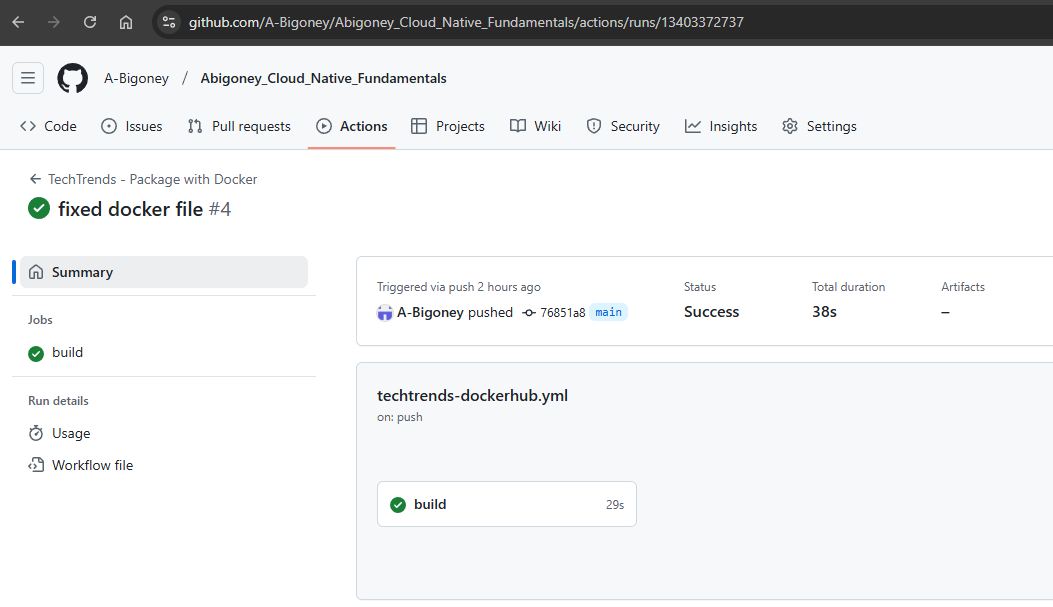 github.com/A-Bigoney/Abigoney_Cloud_Native_Fundamentals/actions/runs/13403372737
A-Bigoney / Abigoney_Cloud_Native_Fundamentals
Code Issues Pull requests Actions Projects Wiki Security Insights Settings
TechTrends - Package with Docker
fixed docker file #4
Summary
Jobs
build
Run details
Usage
Workflow file
Triggered via push 2 hours ago
A-Bigoney pushed 76851a8 main
Status
Success
Total duration
38s
Artifacts
–
techtrends-dockerhub.yml
on: push
build 29s